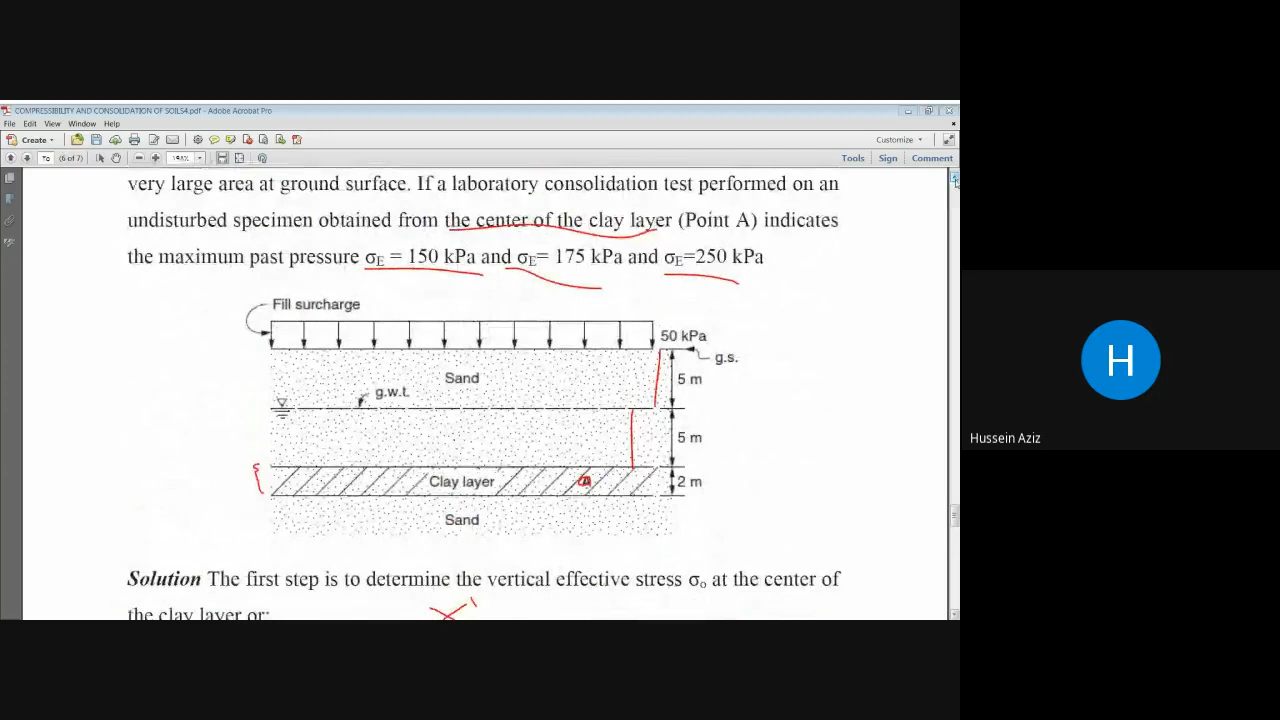 COMPRESSIBILITY AND CONSOLIDATION OF SOILS4.pdf - Adobe Acrobat Pro
File Edit View Window Help
Create Customize
(6 of 7) Tools Sign Comment
very large area at ground surface. If a laboratory consolidation test performed on an
undisturbed specimen obtained from the center of the clay layer (Point A) indicates
the maximum past pressure σE = 150 kPa and σE= 175 kPa and σE=250 kPa
Fill surcharge
50 kPa
g.s.
Sand
5 m
g.w.t.
5 m
Clay layer
2 m
Sand
Solution The first step is to determine the vertical effective stress σo at the center of
the clay layer or:
H
Hussein Aziz